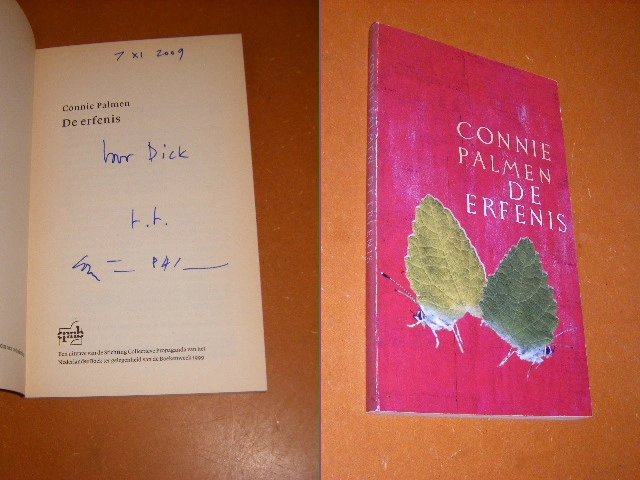 7 XI 2009
Connie Palmen
De erfenis
voor Dick
t.t.
Een uitgave van de Stichting Collectieve Propaganda van het
Nederlandse Boek ter gelegenheid van de Boekenweek 1999
CONNIE
PALMEN
DE
ERFENIS